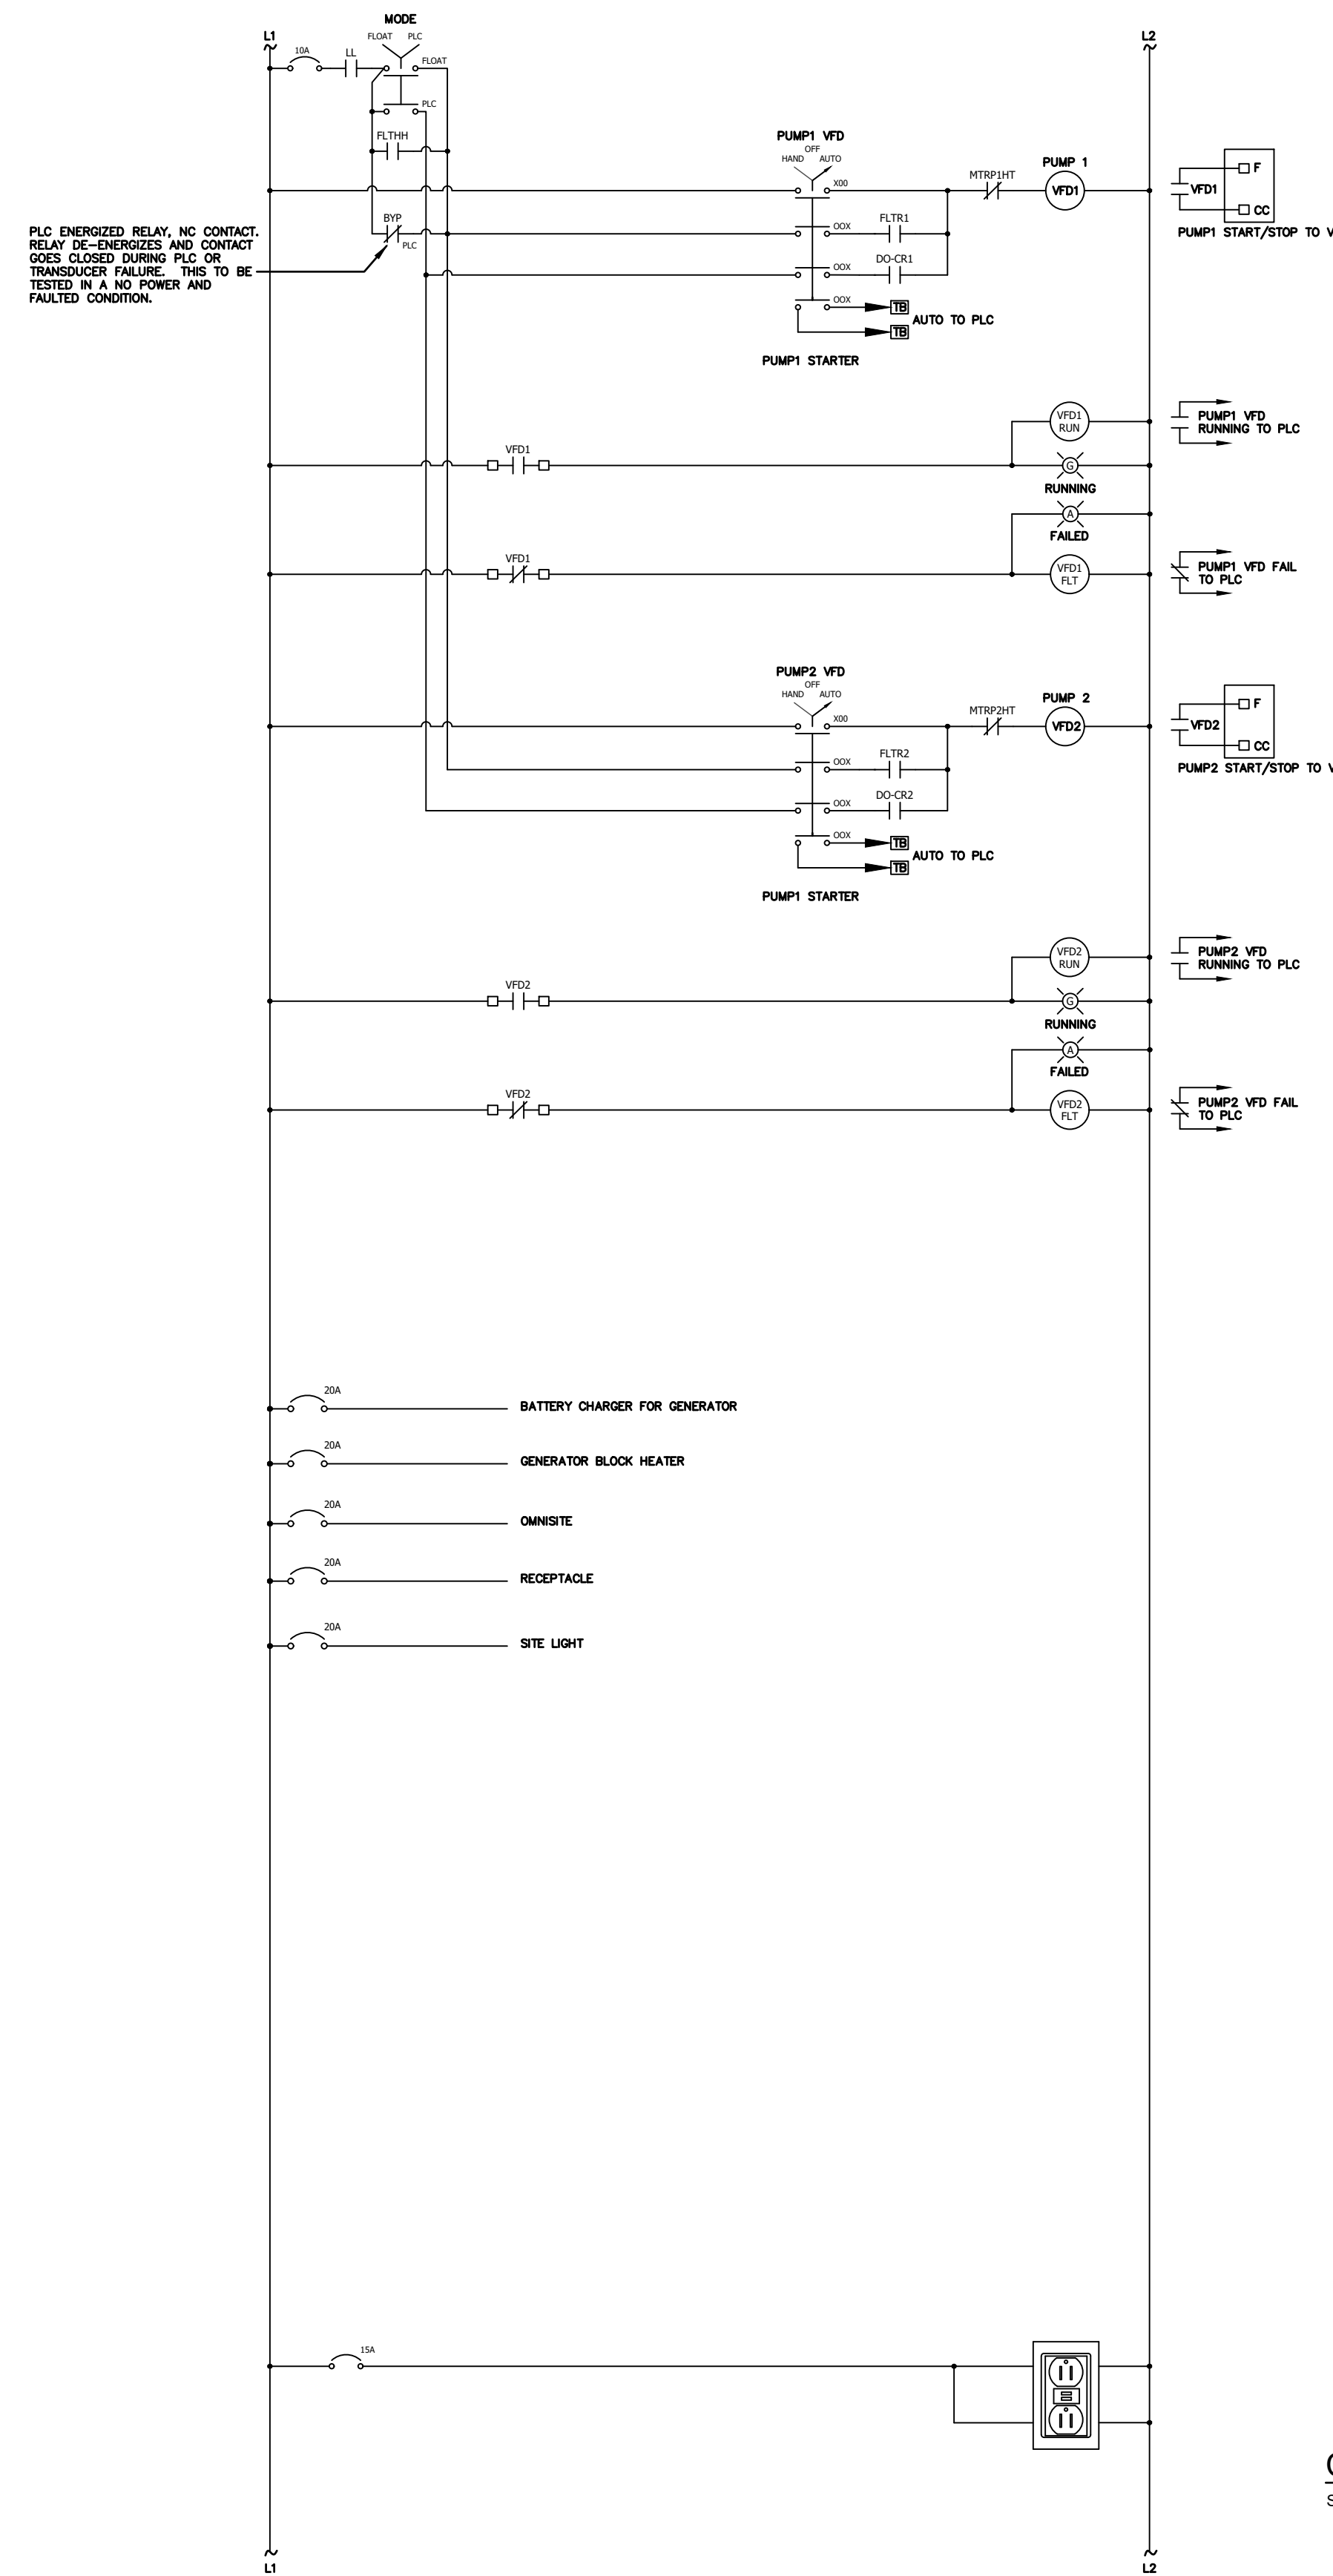 MODE
L1
L2
FLOAT PLC
10A
LL
FLOAT
PLC
FLTHH
PUMP1 VFD
OFF
HAND AUTO
PUMP 1
X00
MTRP1HT
VFD1
VFD1
F
CC
PUMP1 START/STOP TO
BYP
PLC
PLC ENERGIZED RELAY, NC CONTACT.
RELAY DE-ENERGIZES AND CONTACT
GOES CLOSED DURING PLC OR
TRANSDUCER FAILURE. THIS TO BE
TESTED IN A NO POWER AND
FAULTED CONDITION.
OOX
FLTR1
OOX
DO-CR1
OOX
TB
AUTO TO PLC
TB
PUMP1 STARTER
VFD1
RUN
PUMP1 VFD
RUNNING TO PLC
VFD1
G
RUNNING
A
FAILED
VFD1
VFD1
FLT
PUMP1 VFD FAIL
TO PLC
PUMP2 VFD
OFF
HAND AUTO
PUMP 2
X00
MTRP2HT
VFD2
VFD2
F
CC
PUMP2 START/STOP TO
OOX
FLTR2
OOX
DO-CR2
OOX
TB
AUTO TO PLC
TB
PUMP1 STARTER
VFD2
RUN
PUMP2 VFD
RUNNING TO PLC
VFD2
G
RUNNING
A
FAILED
VFD2
VFD2
FLT
PUMP2 VFD FAIL
TO PLC
20A
BATTERY CHARGER FOR GENERATOR
20A
GENERATOR BLOCK HEATER
20A
OMNISITE
20A
RECEPTACLE
20A
SITE LIGHT
15A
L1
L2